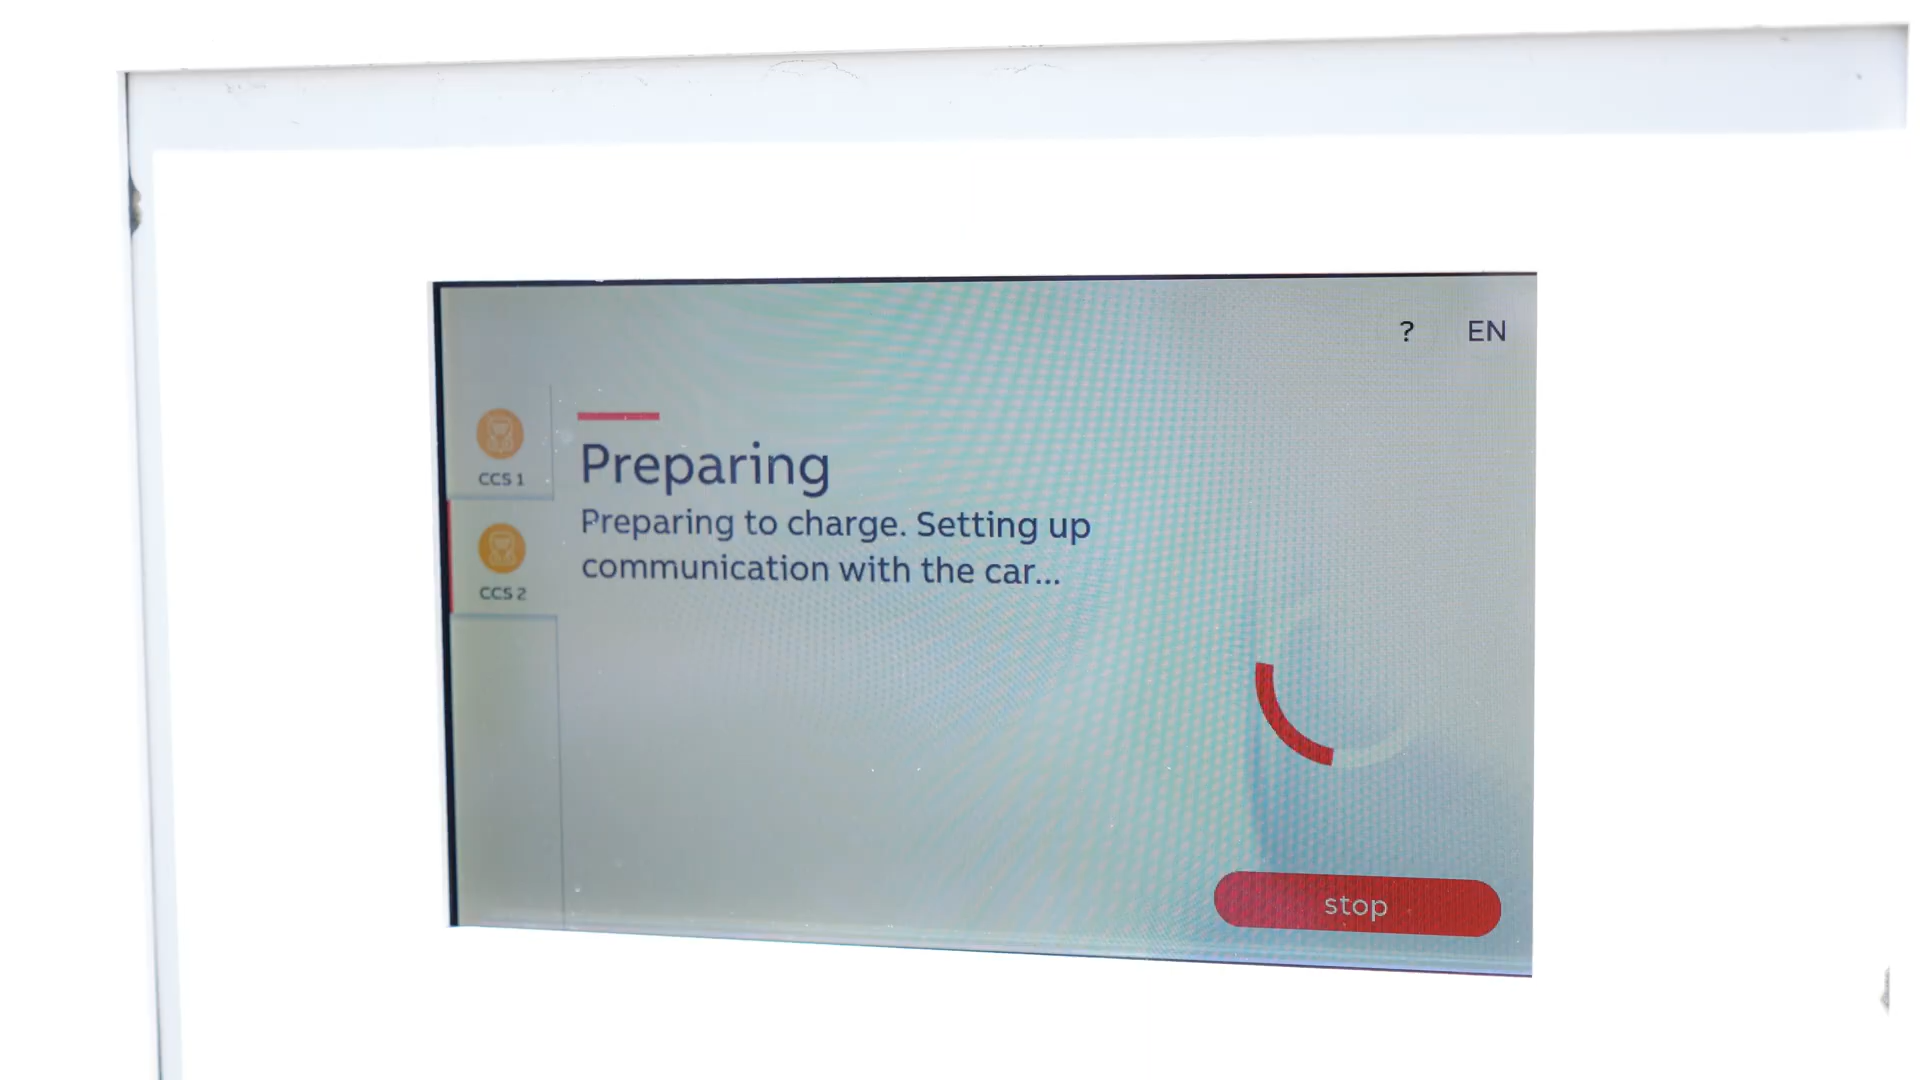 ? EN
CCS 1
Preparing
Preparing to charge. Setting up
communication with the car...
CCS 2
stop